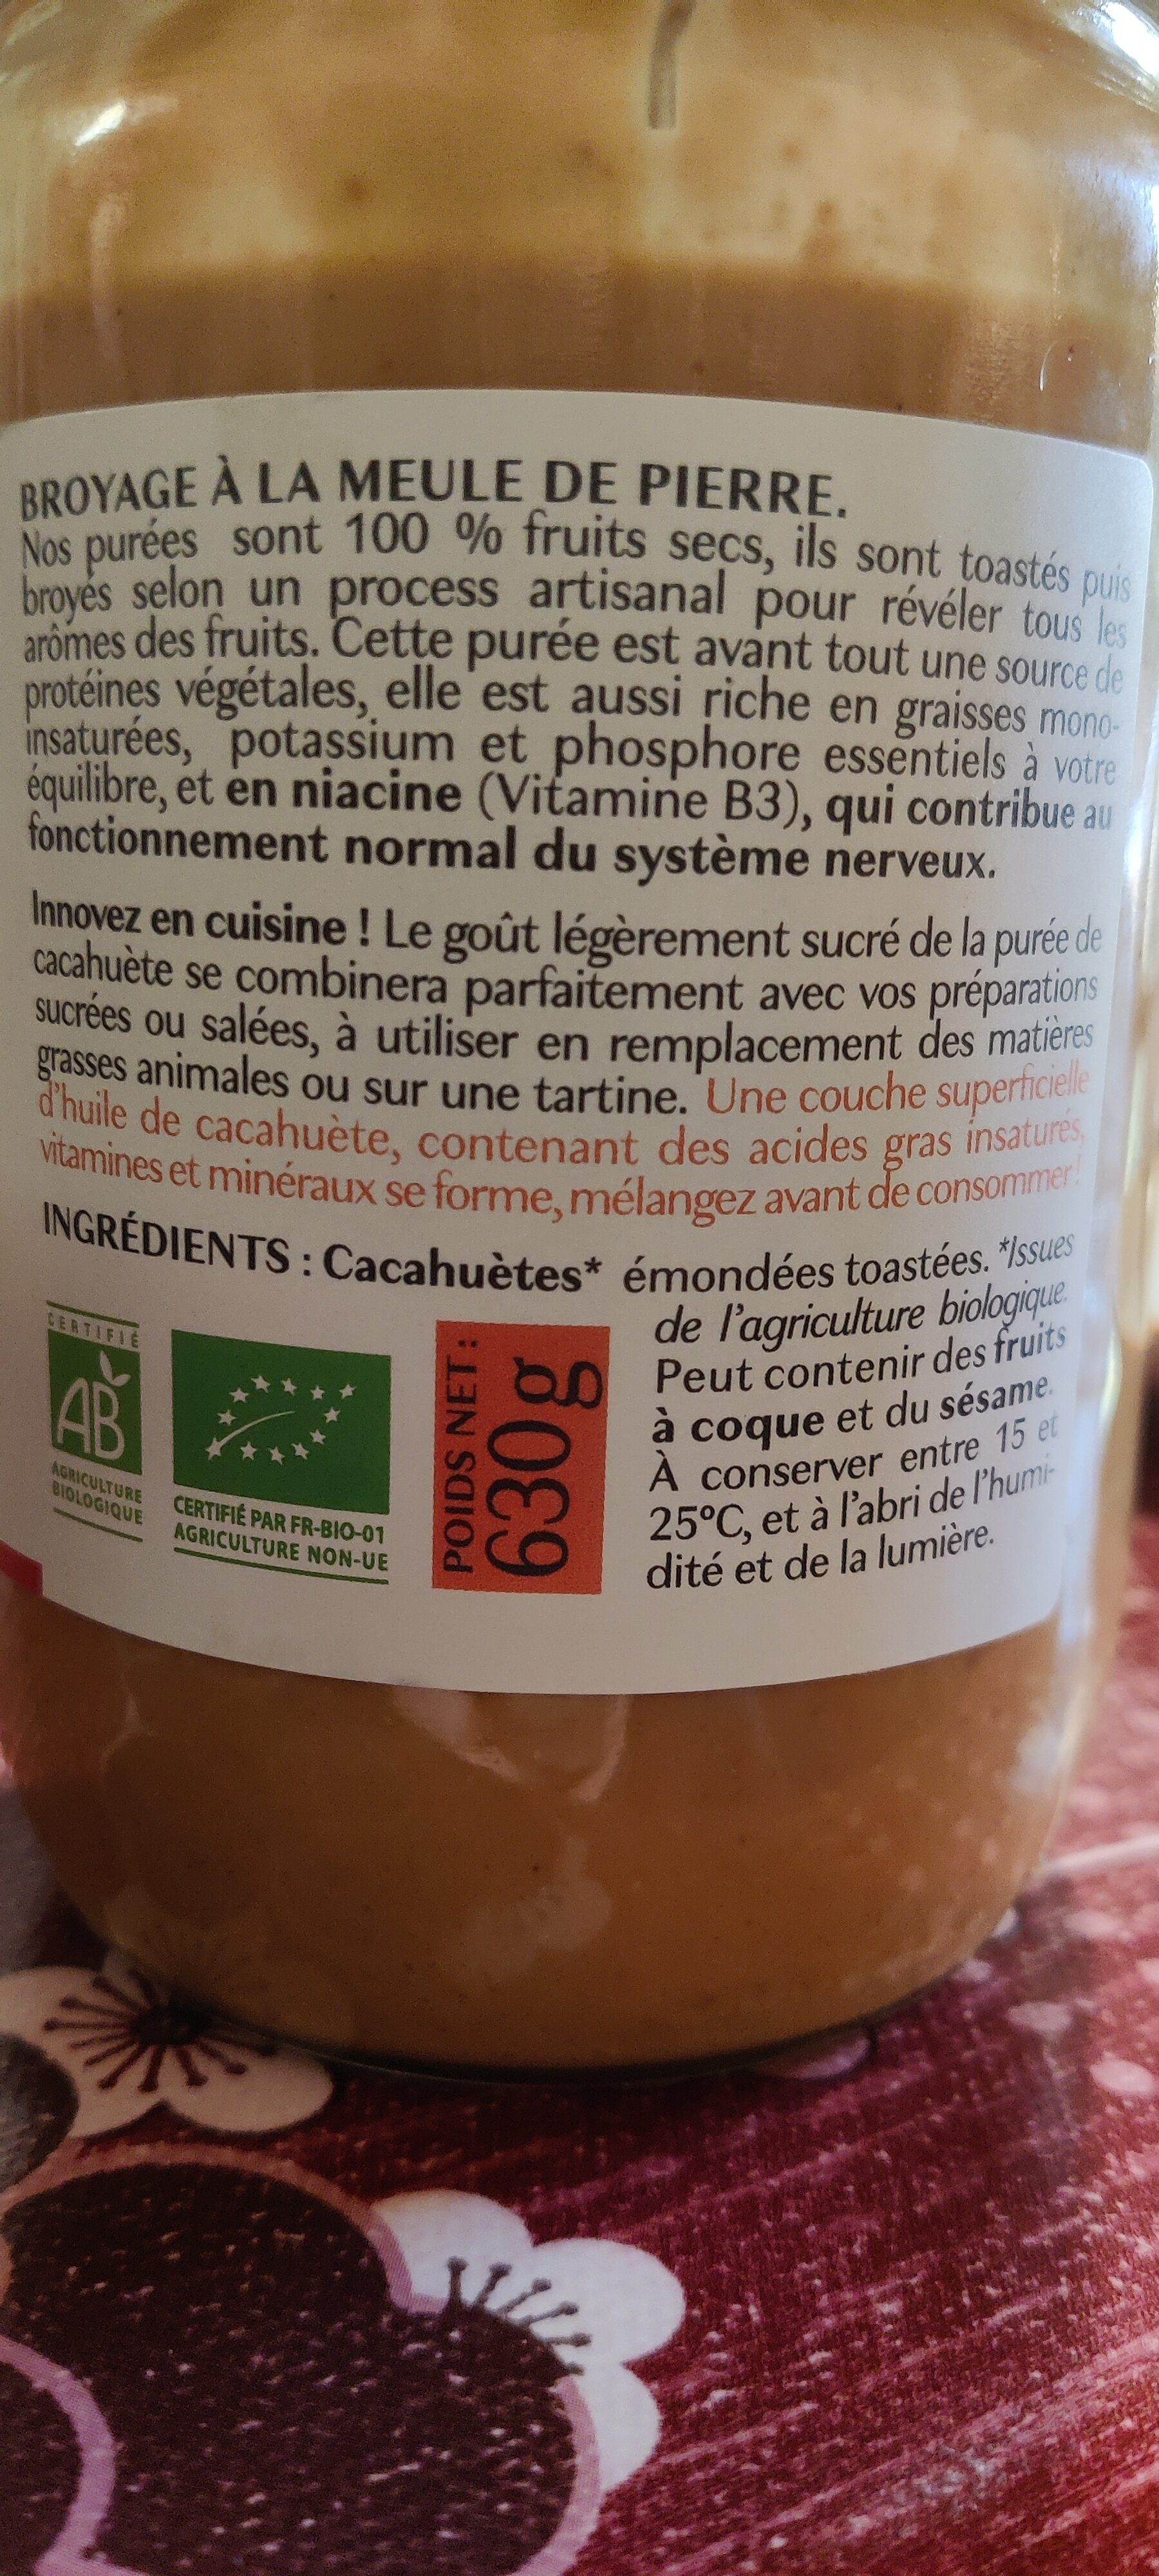 BROYAGE À LA MEULE DE PIERRE.
Nos purées sont 100 % fruits secs, ils sont toastés puis
broyés selon un process artisanal pour révéler tous les
arômes des fruits. Cette purée est avant tout une source de
protéines végétales, elle est aussi riche en graisses mono-
insaturées, potassium et phosphore essentiels à votre
équilibre, et en niacine (Vitamine B3), qui contribue au
fonctionnement normal du système nerveux.
Innovez en cuisine ! Le goût légèrement sucré de la purée de
cacahuète se combinera parfaitement avec vos préparations
sucrées ou salées, à utiliser en remplacement des matières
grasses animales ou sur une tartine. Une couche superficielle
d'huile de cacahuète, contenant des acides gras insaturés,
vitamines et minéraux se forme, mélangez avant de consommer!
INGRÉDIENTS : Cacahuètes* émondées toastées. *Issues
de l'agriculture biologique.
Peut contenir des fruits
à coque et du sésame.
À conserver entre 15 et
25°C, et à l'abri de l'humi-
dité et de la lumière.
CERTIFIÉ
AB
AGRICULTURE
BIOLOGIQUE
CERTIFIÉ PAR FR-BIO-01
AGRICULTURE NON-UE
POIDS NET:
630g